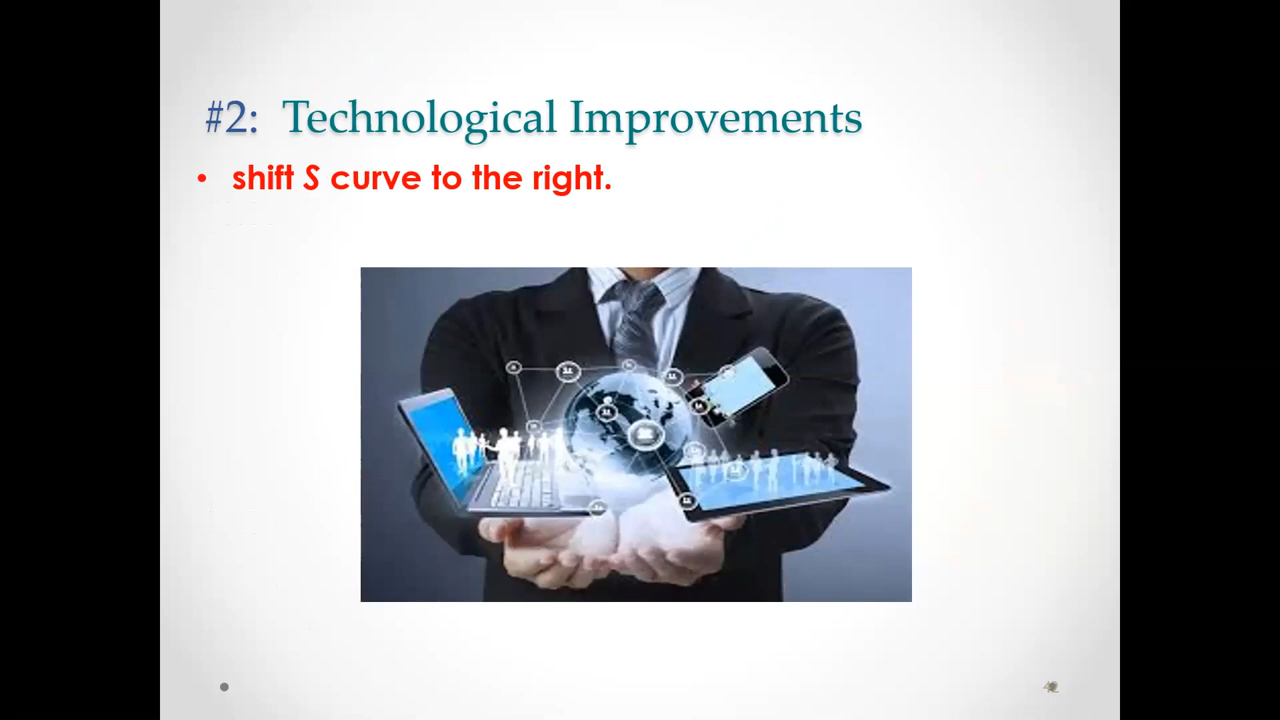 #2: Technological Improvements
• shift S curve to the right.